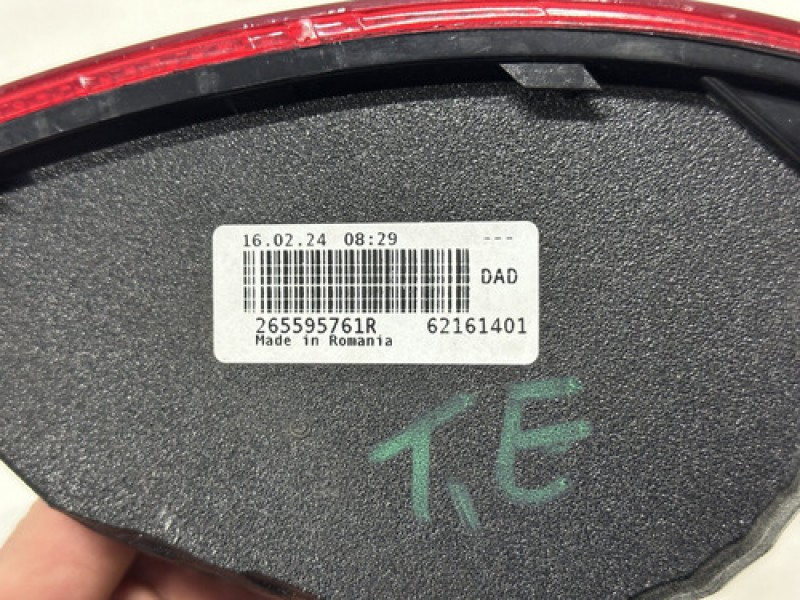 16.02.24 08:29 ---
DAD
265595761R 62161401
Made in Romania
T,E